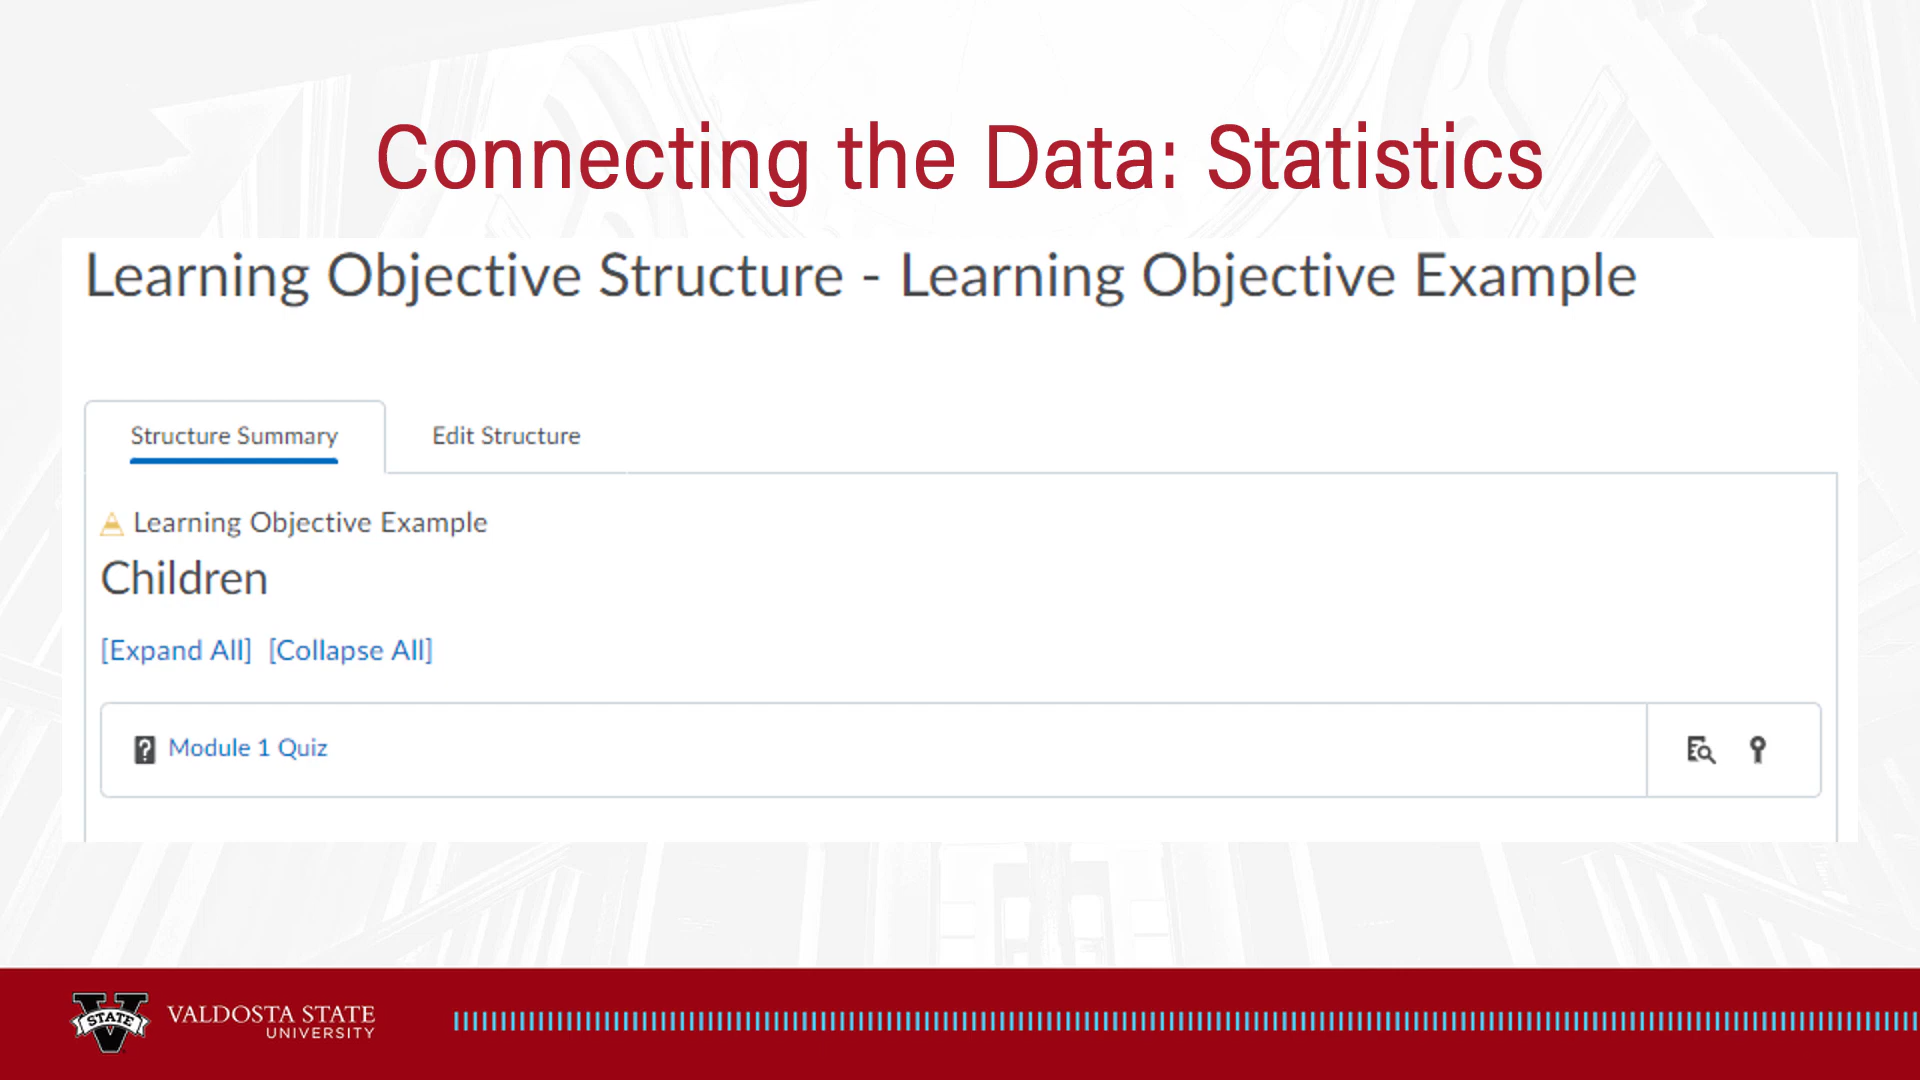 Connecting the Data: Statistics
Learning Objective Structure - Learning Objective Example
Structure Summary
Edit Structure
Learning Objective Example
Children
[Expand All] [Collapse All]
Module 1 Quiz
STATE
VALDOSTA STATE
UNIVERSITY